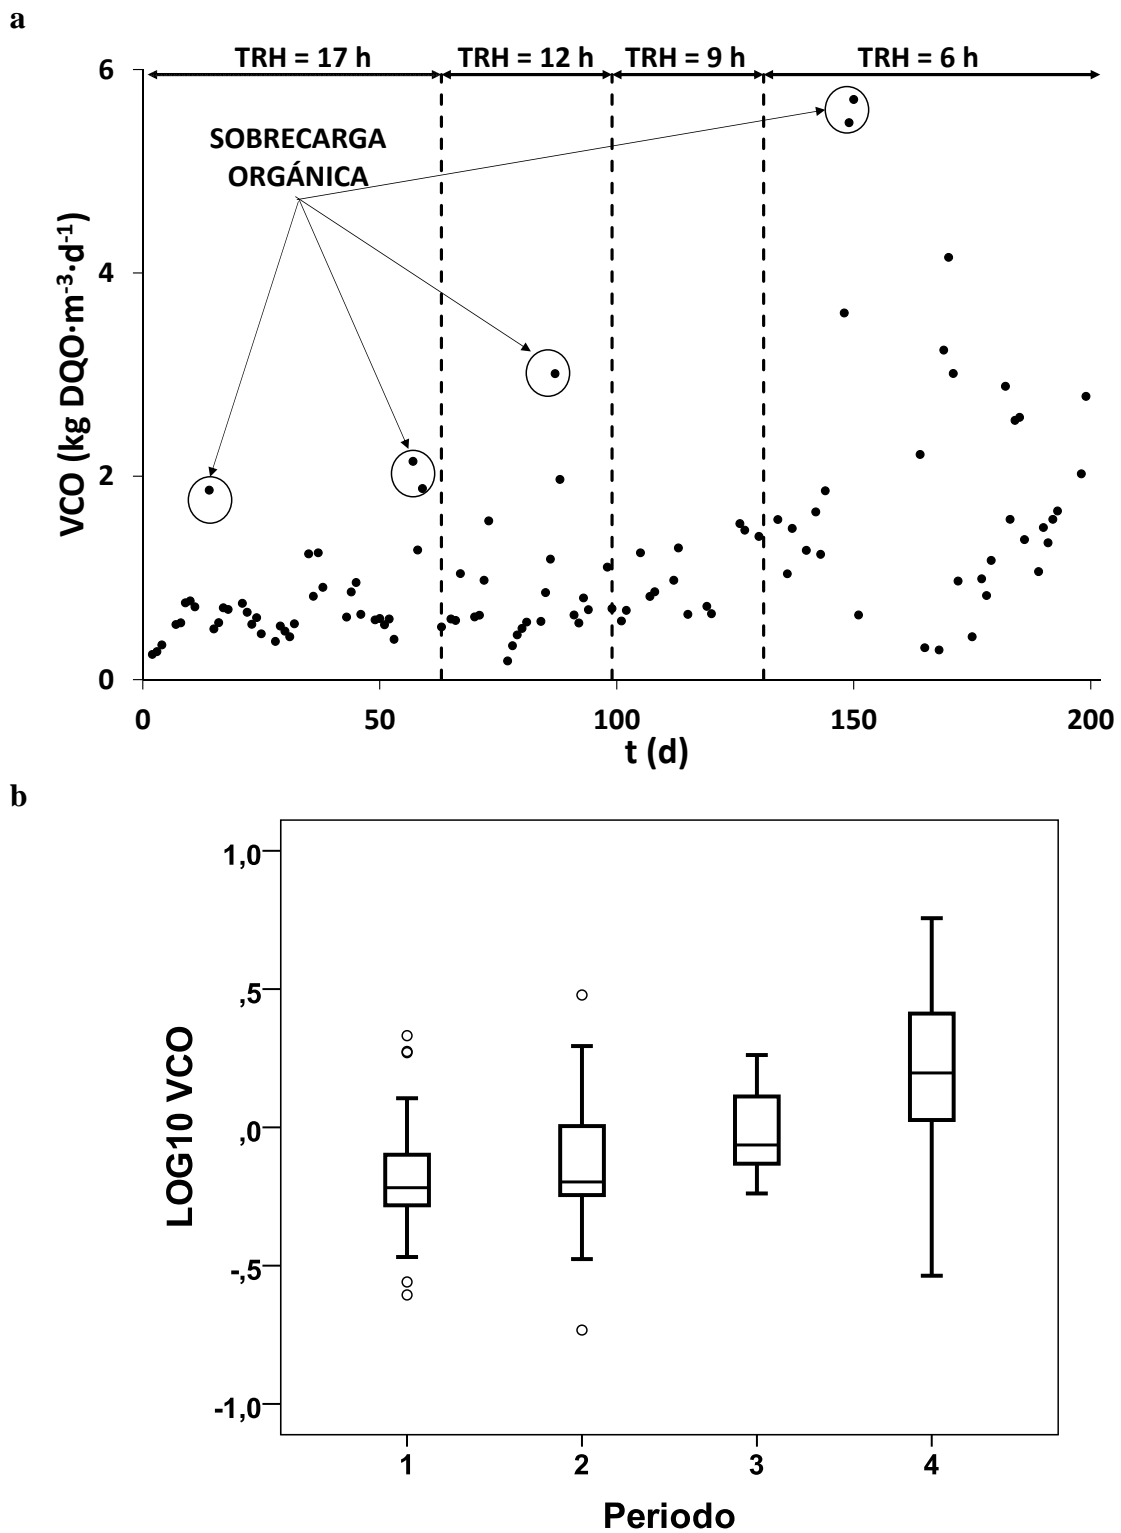 a
TRH = 17 h TRH = 12 h TRH = 9 h TRH = 6 h
6
SOBRECARGA
ORGÁNICA
4
VCO (kg DQO·m⁻³·d⁻¹)
2
0
0 50 100 150 200
t (d)
b
1,0
,5
LOG10 VCO
,0
-,5
-1,0
1 2 3 4
Periodo